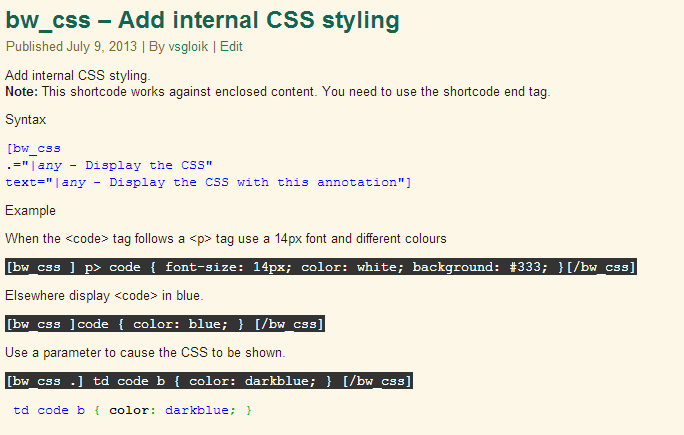 bw_css – Add internal CSS styling
Published July 9, 2013 | By vsgloik | Edit
Add internal CSS styling.
Note: This shortcode works against enclosed content. You need to use the shortcode end tag.
Syntax
[bw_css
.="|any - Display the CSS"
text="|any - Display the CSS with this annotation"]
Example
When the <code> tag follows a <p> tag use a 14px font and different colours
[bw_css ] p> code { font-size: 14px; color: white; background: #333; }[/bw_css]
Elsewhere display <code> in blue.
[bw_css ]code { color: blue; } [/bw_css]
Use a parameter to cause the CSS to be shown.
[bw_css .] td code b { color: darkblue; } [/bw_css]
td code b { color: darkblue; }